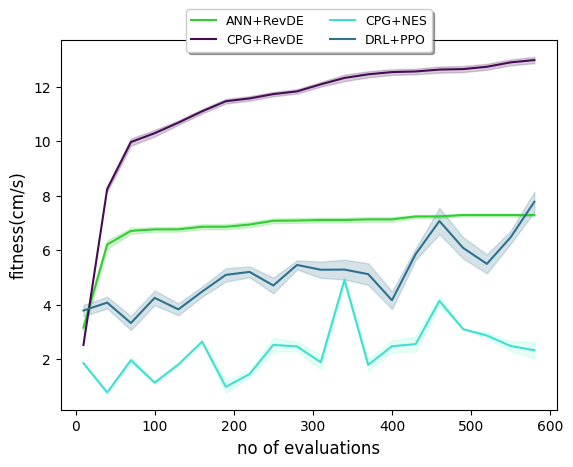 ANN+RevDE CPG+NES
CPG+RevDE DRL+PPO
fitness(cm/s)
12
10
8
6
4
2
0 100 200 300 400 500 600
no of evaluations